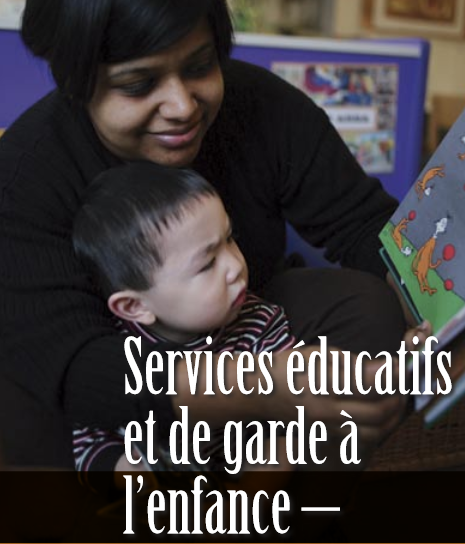 Services éducatifs
et de garde à
l'enfance —